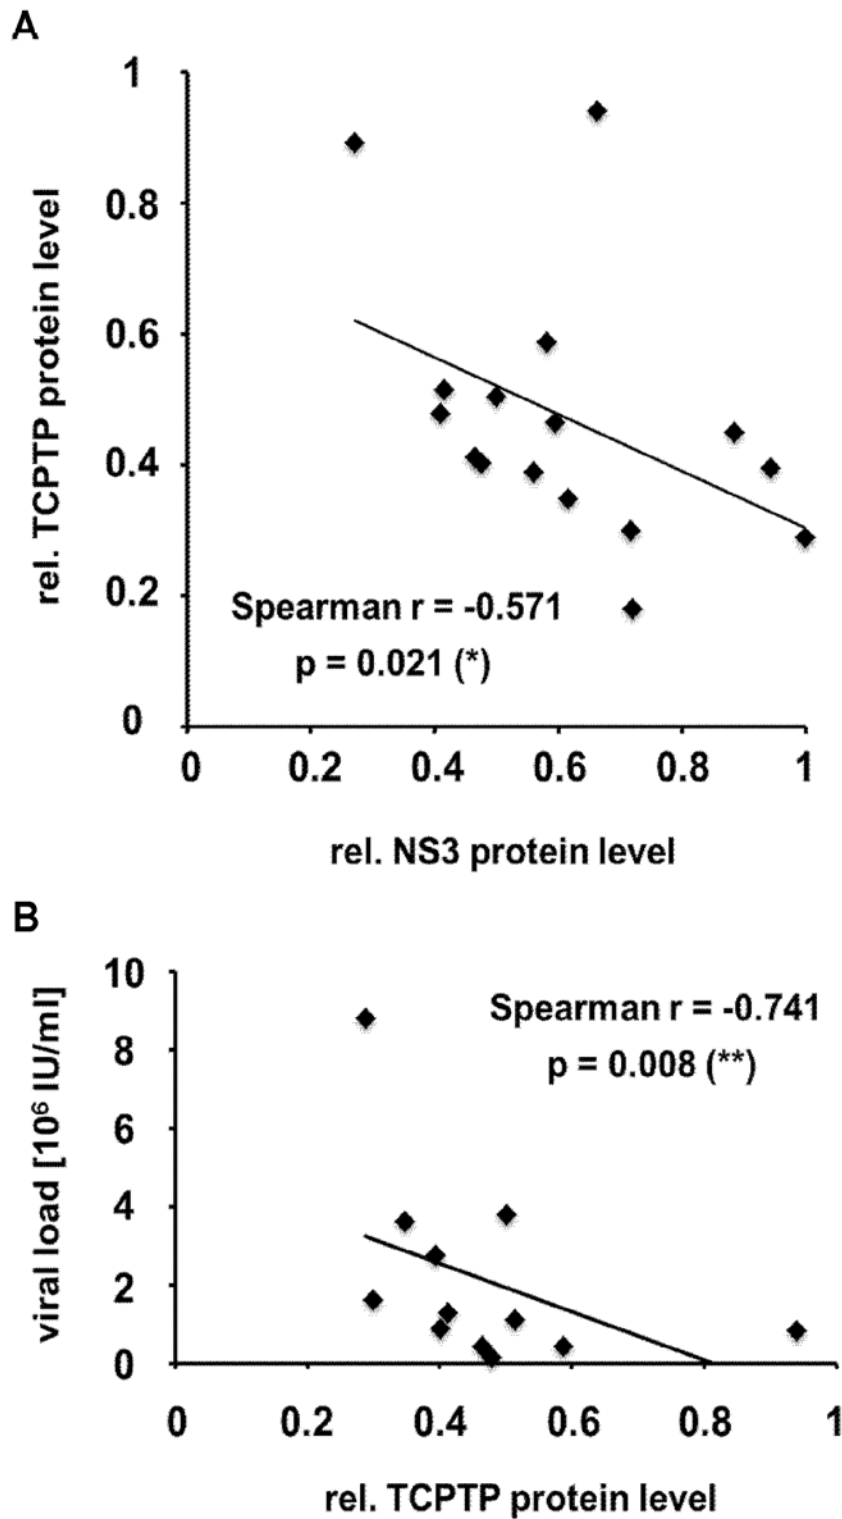 A
1
0.8
0.6
0.4
0.2
0
rel. TCPTP protein level
Spearman r = -0.571
p = 0.021 (*)
0 0.2 0.4 0.6 0.8 1
rel. NS3 protein level
B
10
8
6
4
2
0
viral load [10⁶ IU/ml]
Spearman r = -0.741
p = 0.008 (**)
0 0.2 0.4 0.6 0.8 1
rel. TCPTP protein level